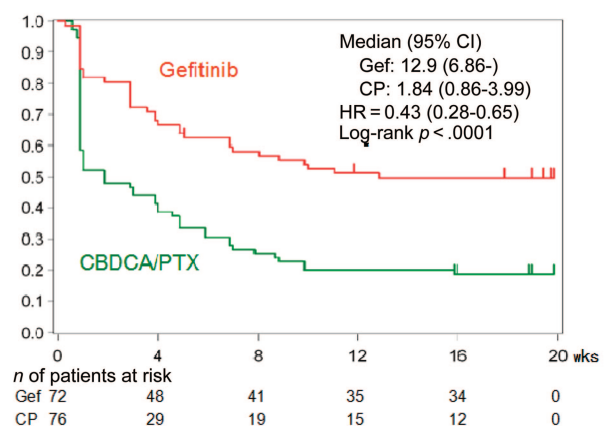 1.0
0.9
0.8
0.7
0.6
0.5
0.4
0.3
0.2
0.1
0.0
Gefitinib
CBDCA/PTX
Median (95% CI)
Gef: 12.9 (6.86-)
CP: 1.84 (0.86-3.99)
HR = 0.43 (0.28-0.65)
Log-rank p < .0001
0 4 8 12 16 20 wks
n of patients at risk
Gef 72 48 41 35 34 0
CP 76 29 19 15 12 0